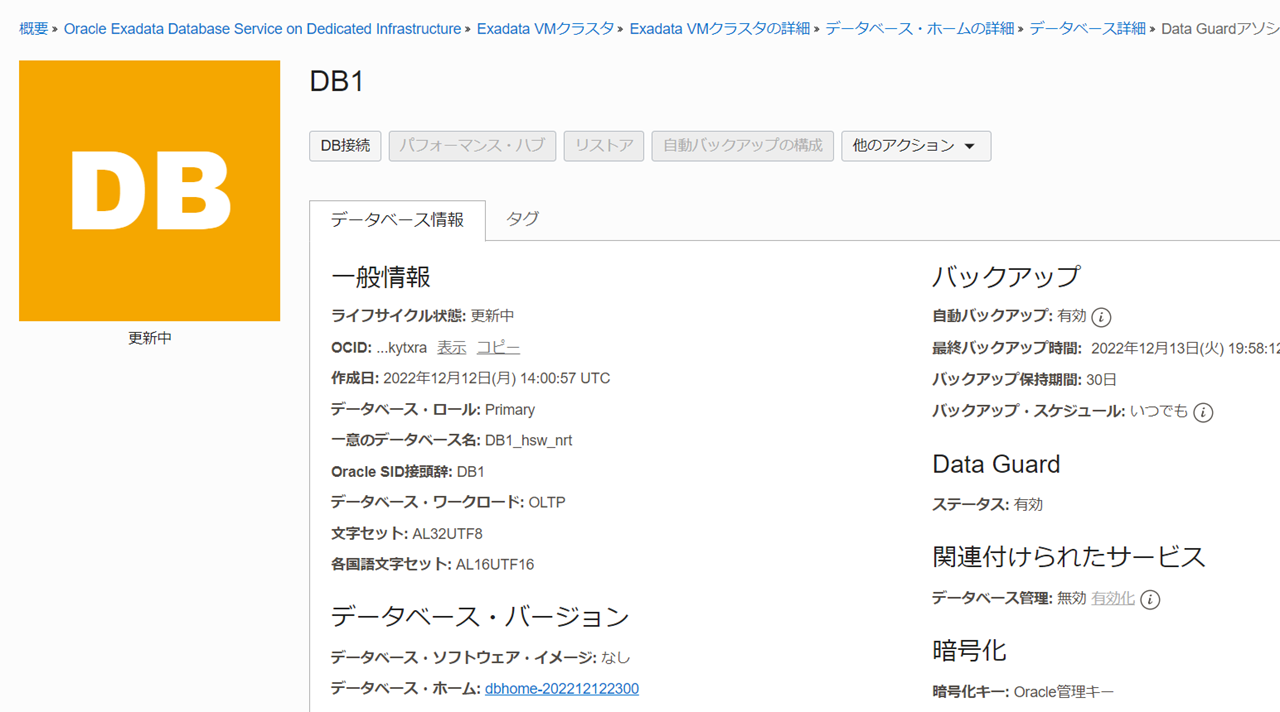 概要 » Oracle Exadata Database Service on Dedicated Infrastructure » Exadata VMクラスタ » Exadata VMクラスタの詳細 » データベース・ホームの詳細 » データベース詳細 » Data Guardアソシ
DB
更新中
DB1
DB接続 パフォーマンス・ハブ リストア 自動バックアップの構成 他のアクション
データベース情報 タグ
一般情報
ライフサイクル状態: 更新中
OCID: ...kytxra 表示 コピー
作成日: 2022年12月12日(月) 14:00:57 UTC
データベース・ロール: Primary
一意のデータベース名: DB1_hsw_nrt
Oracle SID接頭辞: DB1
データベース・ワークロード: OLTP
文字セット: AL32UTF8
各国語文字セット: AL16UTF16
データベース・バージョン
データベース・ソフトウェア・イメージ: なし
データベース・ホーム: dbhome-202212122300
バックアップ
自動バックアップ: 有効
最終バックアップ時間: 2022年12月13日(火) 19:58:12
バックアップ保持期間: 30日
バックアップ・スケジュール: いつでも
Data Guard
ステータス: 有効
関連付けられたサービス
データベース管理: 無効 有効化
暗号化
暗号化キー: Oracle管理キー